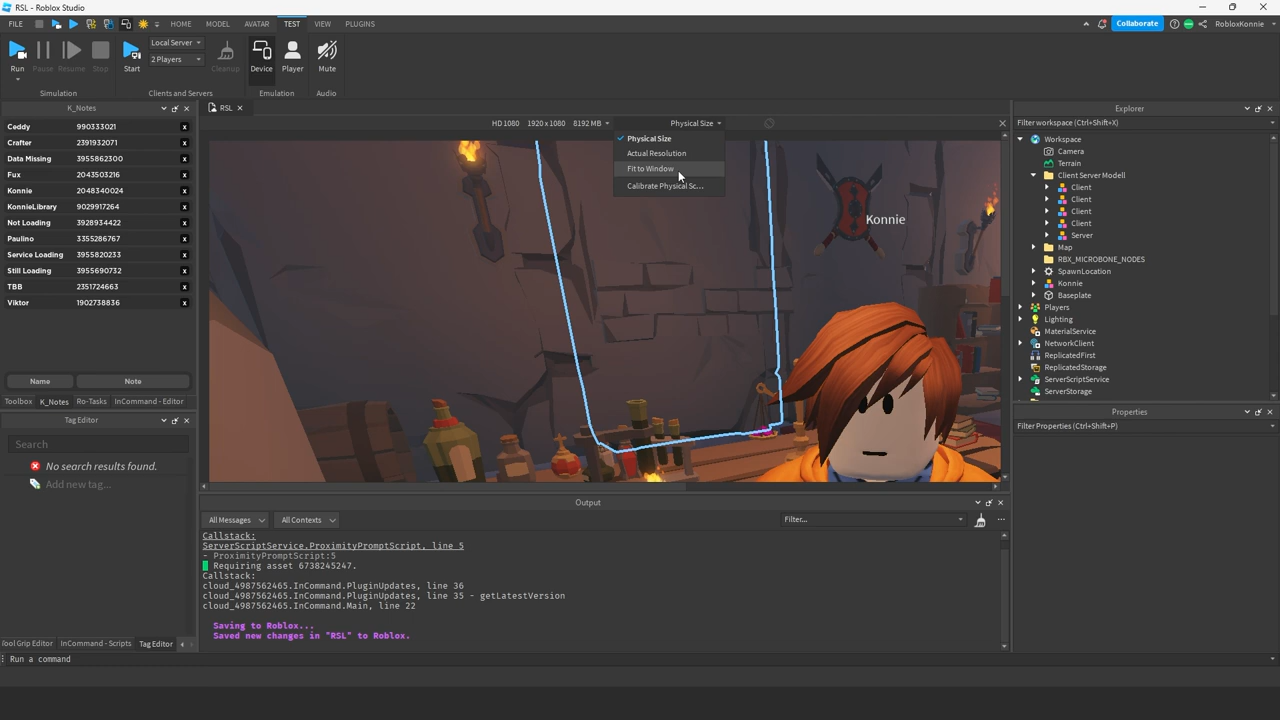 RSL - Roblox Studio
FILE HOME MODEL AVATAR TEST VIEW PLUGINS
Collaborate RobloxKonnie
Local Server
2 Players
Run Pause Resume Stop Start Cleanup Device Player Mute
Simulation Clients and Servers Emulation Audio
K_Notes
Ceddy 990333021 x
Crafter 2391932071 x
Data Missing 3955862300 x
Fux 2043503216 x
Konnie 2048340024 x
KonnieLibrary 9029917264 x
Not Loading 3928934422 x
Paulino 3355286767 x
Service Loading 3955820233 x
Still Loading 3955690732 x
TBB 2351724663 x
Viktor 1902738836 x
Name Note
Toolbox K_Notes Ro-Tasks InCommand - Editor
Tag Editor
Search
No search results found.
Add new tag...
Tool Grip Editor InCommand - Scripts Tag Editor
RSL
HD 1080 1920 x 1080 8192 MB Physical Size
Physical Size
Actual Resolution
Fit to Window
Calibrate Physical Sc...
Konnie
Output
All Messages All Contexts Filter...
Callstack:
ServerScriptService.ProximityPromptScript, line 5
- ProximityPromptScript:5
Requiring asset 6738245247.
Callstack:
cloud_4987562465.InCommand.PluginUpdates, line 36
cloud_4987562465.InCommand.PluginUpdates, line 35 - getLatestVersion
cloud_4987562465.InCommand.Main, line 22
Saving to Roblox...
Saved new changes in "RSL" to Roblox.
Explorer
Filter workspace (Ctrl+Shift+X)
Workspace
Camera
Terrain
Client Server Modell
Client
Client
Client
Client
Server
Map
RBX_MICROBONE_NODES
SpawnLocation
Konnie
Baseplate
Players
Lighting
MaterialService
NetworkClient
ReplicatedFirst
ReplicatedStorage
ServerScriptService
ServerStorage
Properties
Filter Properties (Ctrl+Shift+P)
Run a command